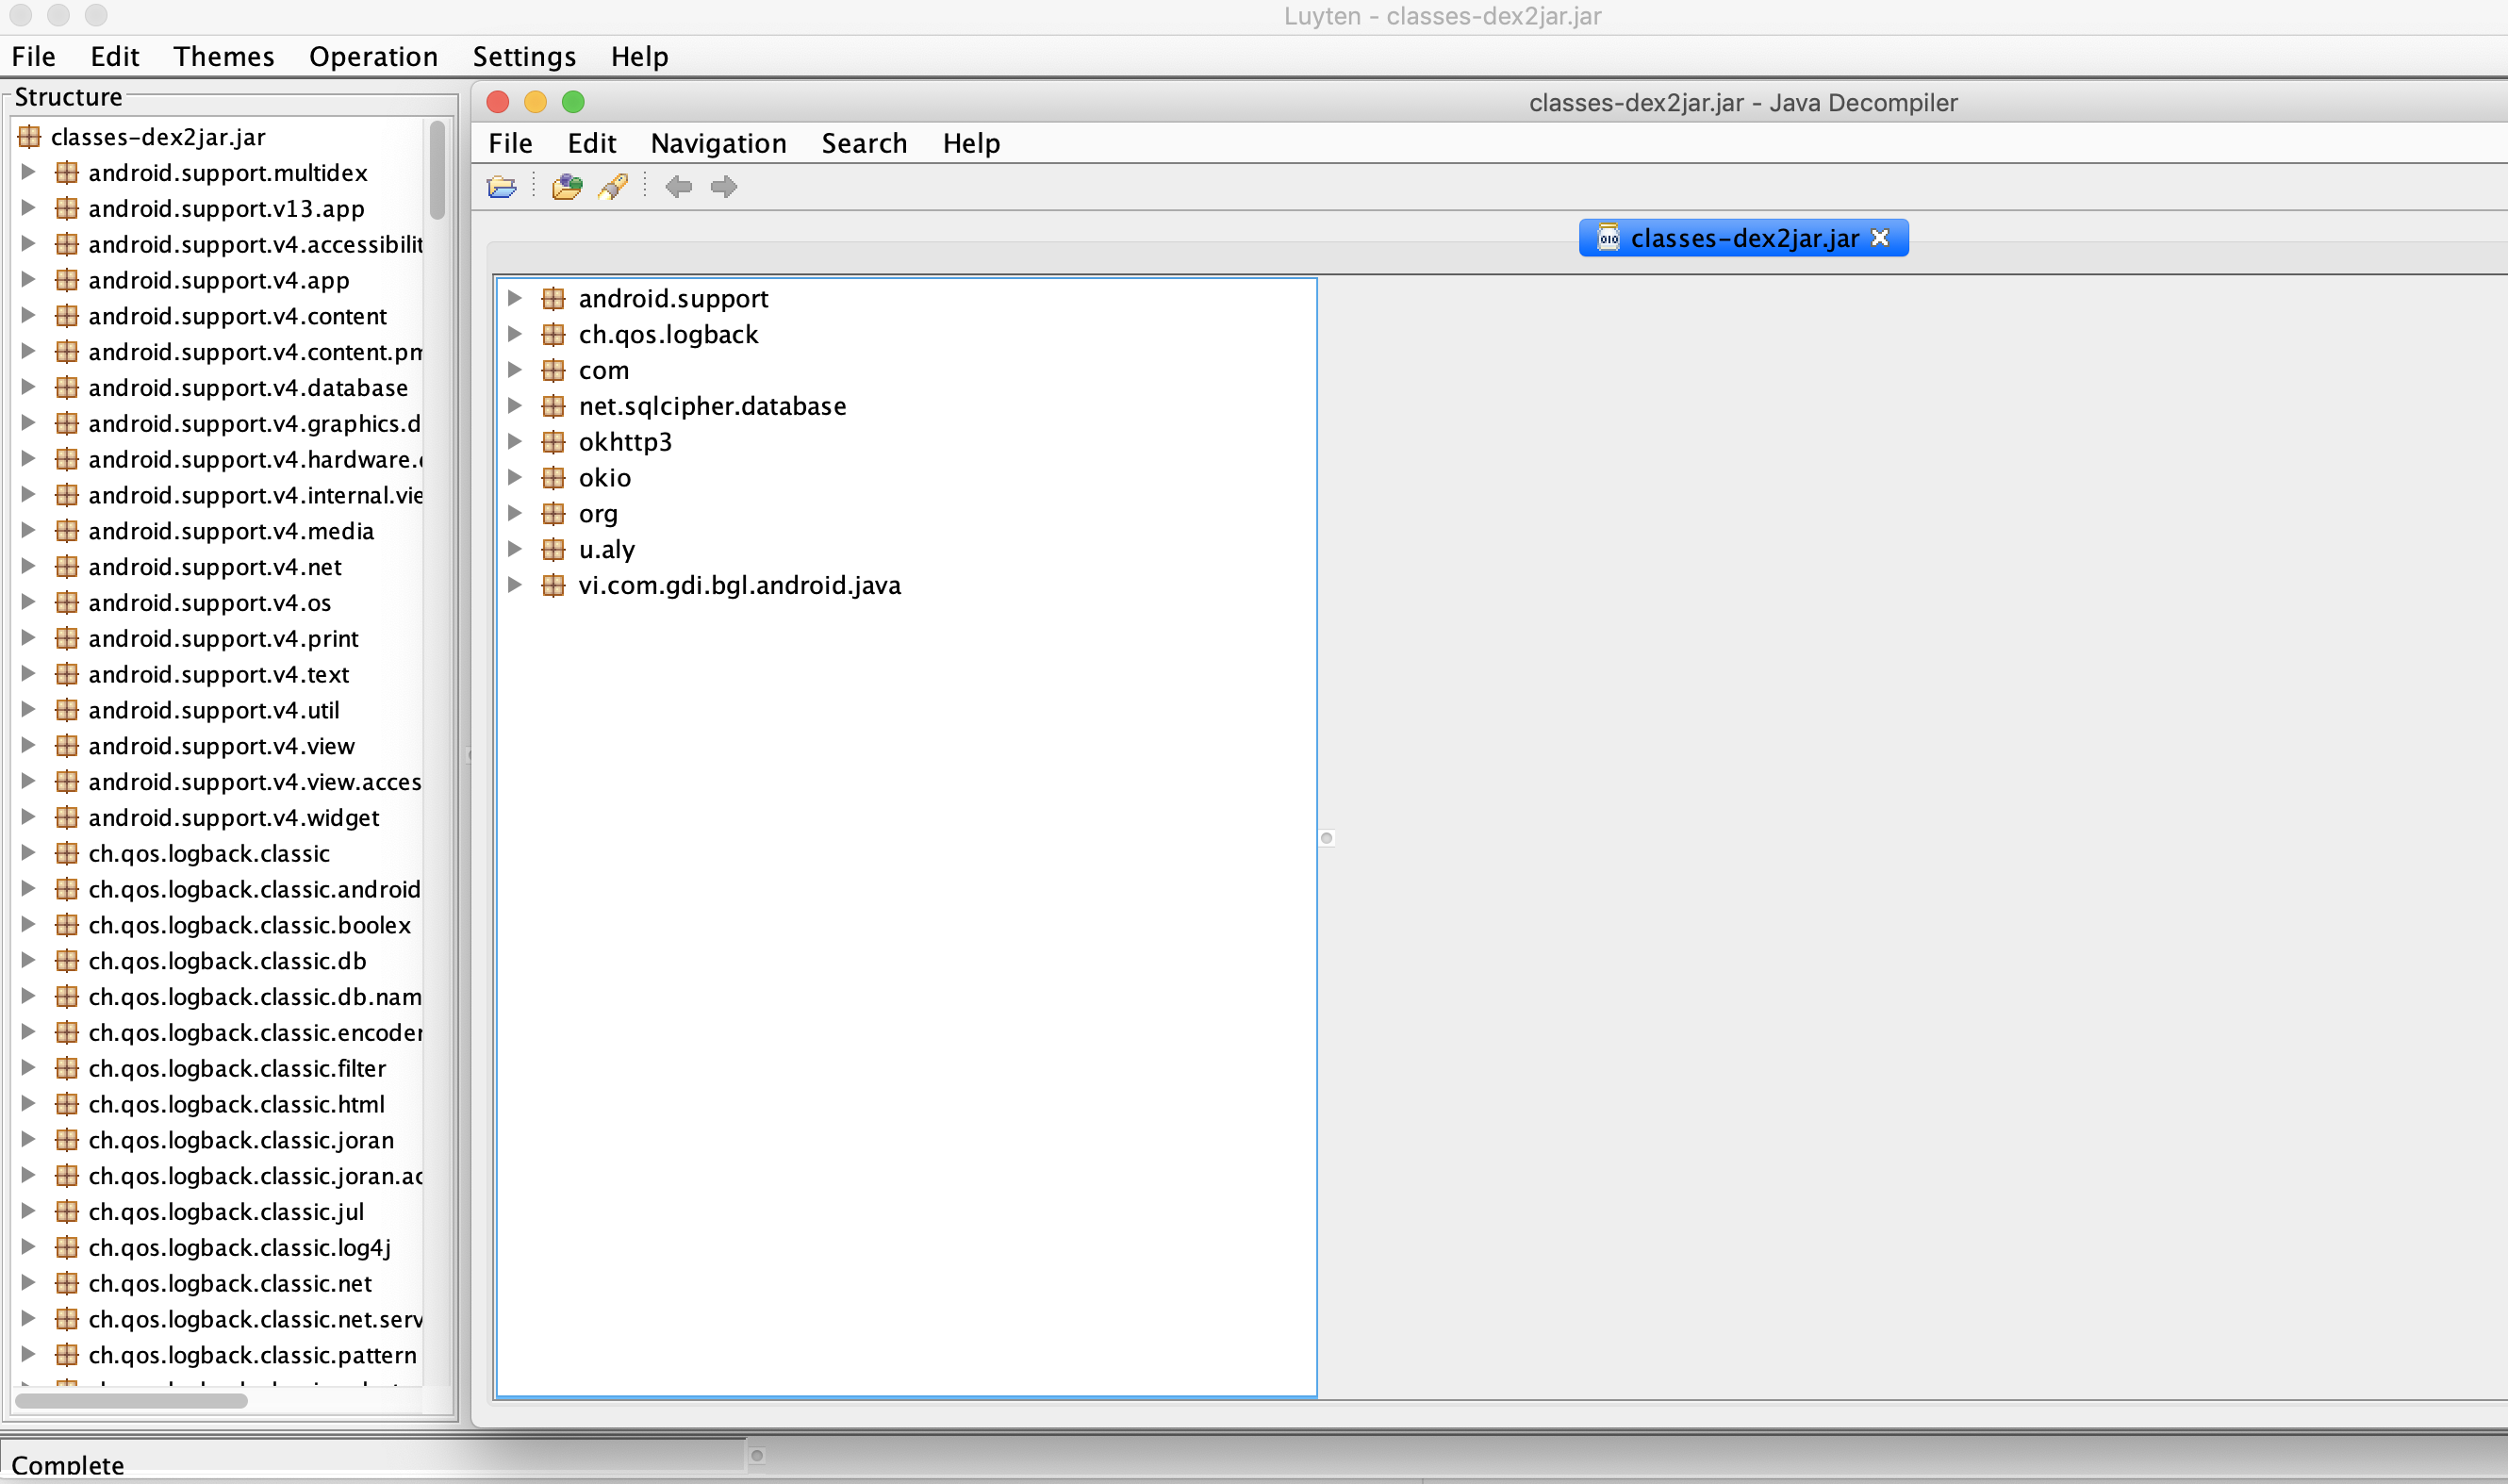 Luyten - classes-dex2jar.jar
File Edit Themes Operation Settings Help
Structure
classes-dex2jar.jar
android.support.multidex
android.support.v13.app
android.support.v4.accessibilit
android.support.v4.app
android.support.v4.content
android.support.v4.content.pm
android.support.v4.database
android.support.v4.graphics.d
android.support.v4.hardware.
android.support.v4.internal.vie
android.support.v4.media
android.support.v4.net
android.support.v4.os
android.support.v4.print
android.support.v4.text
android.support.v4.util
android.support.v4.view
android.support.v4.view.acces
android.support.v4.widget
ch.qos.logback.classic
ch.qos.logback.classic.android
ch.qos.logback.classic.boolex
ch.qos.logback.classic.db
ch.qos.logback.classic.db.nam
ch.qos.logback.classic.encoder
ch.qos.logback.classic.filter
ch.qos.logback.classic.html
ch.qos.logback.classic.joran
ch.qos.logback.classic.joran.ac
ch.qos.logback.classic.jul
ch.qos.logback.classic.log4j
ch.qos.logback.classic.net
ch.qos.logback.classic.net.serv
ch.qos.logback.classic.pattern
Complete
classes-dex2jar.jar - Java Decompiler
File Edit Navigation Search Help
classes-dex2jar.jar
android.support
ch.qos.logback
com
net.sqlcipher.database
okhttp3
okio
org
u.aly
vi.com.gdi.bgl.android.java